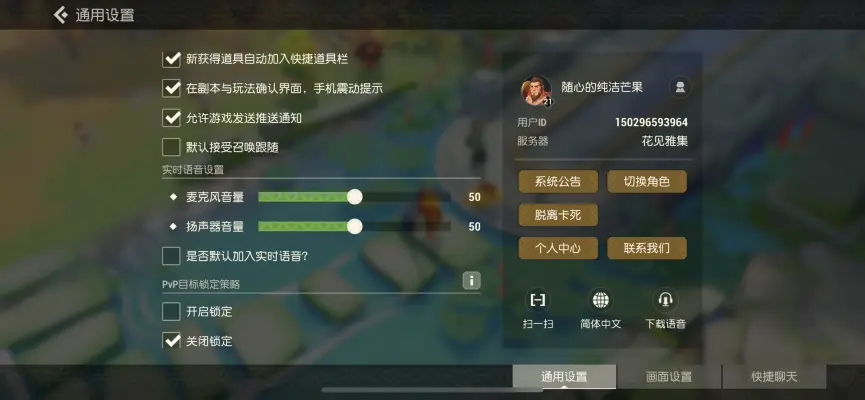 通用设置
新获得道具自动加入快捷道具栏
在副本与玩法确认界面，手机震动提示
允许游戏发送推送通知
默认接受召唤跟随
实时语音设置
麦克风音量 50
扬声器音量 50
是否默认加入实时语音?
PvP目标锁定策略
开启锁定
关闭锁定
随心的纯洁芒果
21
用户ID 150296593964
服务器 花见雅集
系统公告 切换角色
脱离卡死
个人中心 联系我们
扫一扫 简体中文 下载语音
通用设置 画面设置 快捷聊天